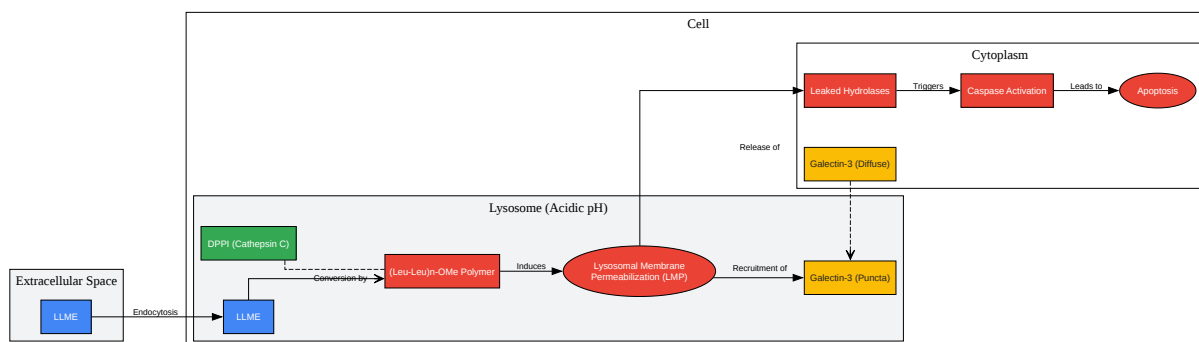 Cell
Cytoplasm
Leaked Hydrolases
Triggers
Caspase Activation
Leads to
Apoptosis
Release of
Galectin-3 (Diffuse)
Lysosome (Acidic pH)
DPPI (Cathepsin C)
(Leu-Leu)n-OMe Polymer
Induces
Lysosomal Membrane
Permeabilization (LMP)
Recruitment of
Galectin-3 (Puncta)
Conversion by
Extracellular Space
LLME
Endocytosis
LLME